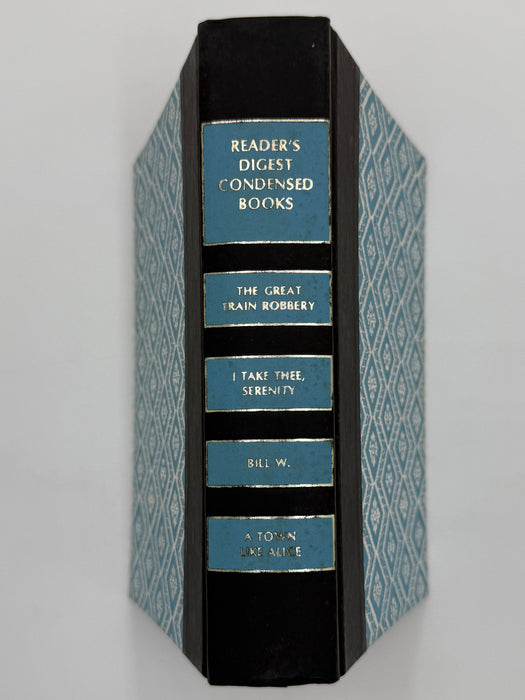 READER'S
DIGEST
CONDENSED
BOOKS
THE GREAT
TRAIN ROBBERY
I TAKE THEE,
SERENITY
BILL W.
A TOWN
LIKE ALICE